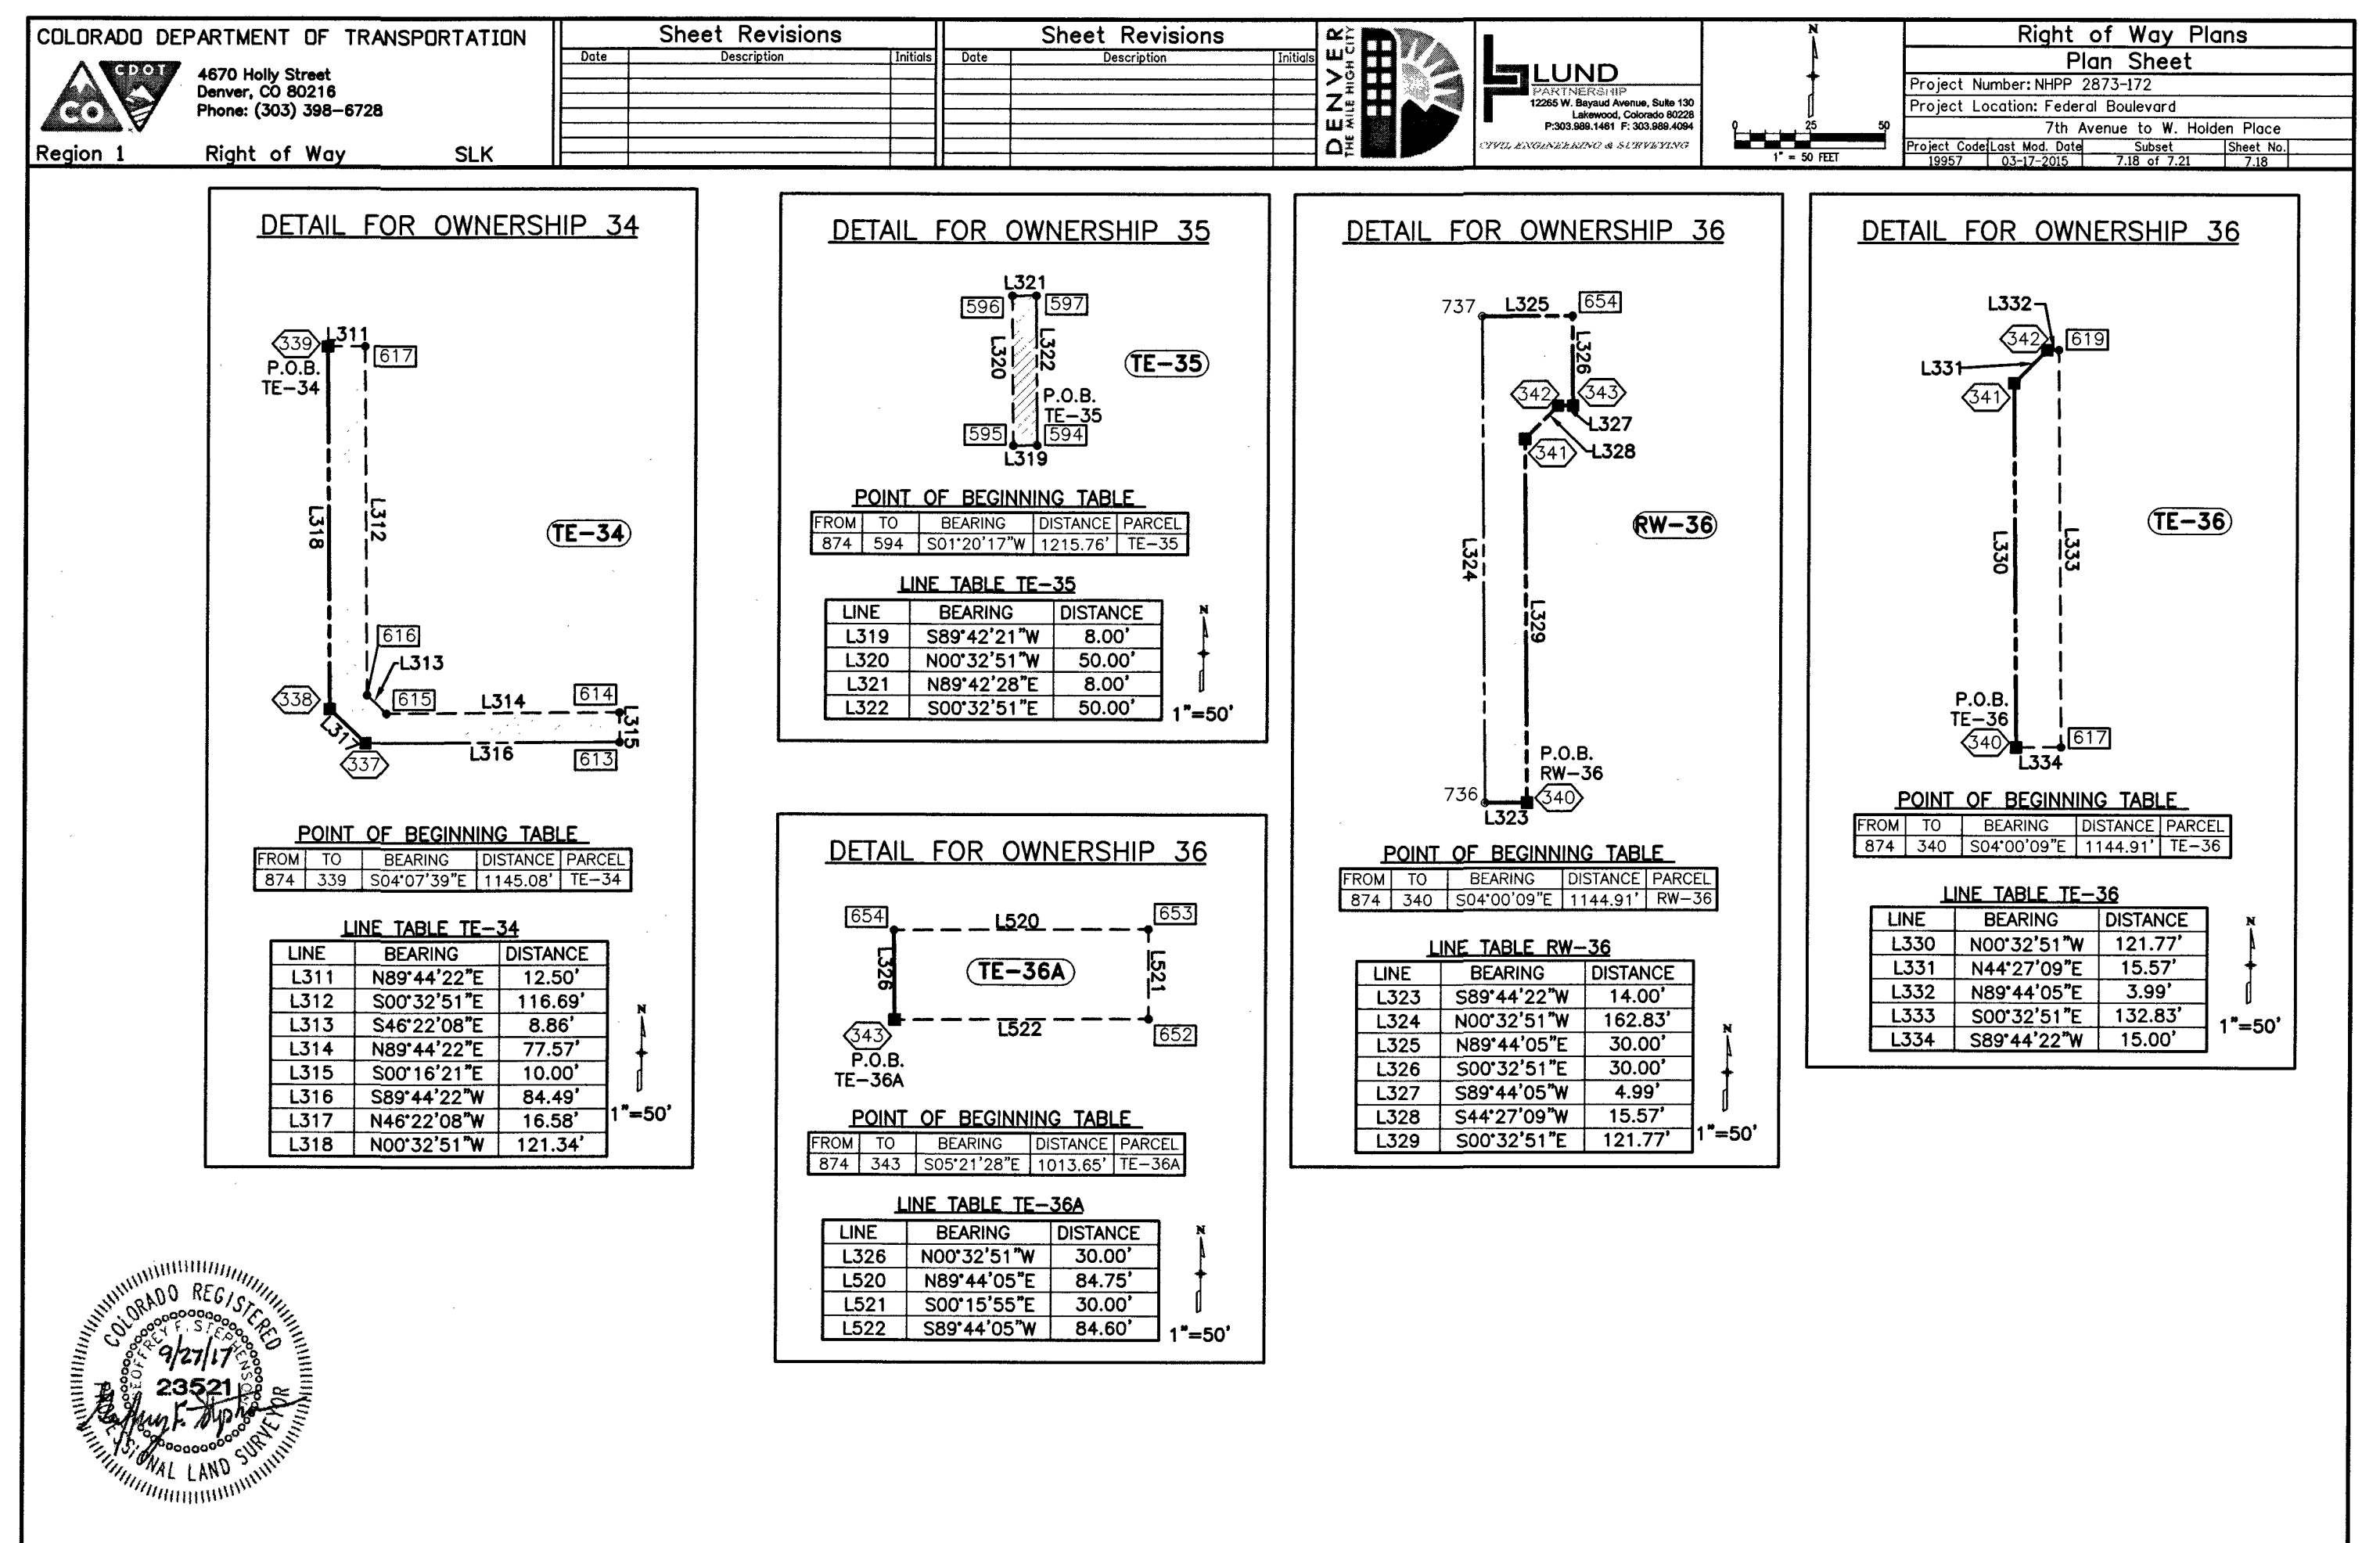 COLORADO DEPARTMENT OF TRANSPORTATION
CDOT
CO
4670 Holly Street
Denver, CO 80216
Phone: (303) 398-6728
Region 1 Right of Way SLK
Sheet Revisions
Date Description Initials
Sheet Revisions
Date Description Initials
DENVER
THE MILE HIGH CITY
LUND
PARTNERSHIP
12265 W. Bayaud Avenue, Suite 130
Lakewood, Colorado 80228
P:303.989.1461 F: 303.989.4094
CIVIL ENGINEERING & SURVEYING
N
0 25 50
1" = 50 FEET
Right of Way Plans
Plan Sheet
Project Number: NHPP 2873-172
Project Location: Federal Boulevard
7th Avenue to W. Holden Place
Project Code Last Mod. Date Subset Sheet No.
19957 03-17-2015 7.18 of 7.21 7.18
DETAIL FOR OWNERSHIP 34
L311
339
617
P.O.B.
TE-34
L318
L312
TE-34
616
L313
338
615
L314
614
L315
L317
L316
337
613
POINT OF BEGINNING TABLE
FROM TO BEARING DISTANCE PARCEL
874 339 S04°07'39"E 1145.08' TE-34
LINE TABLE TE-34
LINE BEARING DISTANCE
L311 N89°44'22"E 12.50'
L312 S00°32'51"E 116.69'
L313 S46°22'08"E 8.86'
L314 N89°44'22"E 77.57'
L315 S00°16'21"E 10.00'
L316 S89°44'22"W 84.49'
L317 N46°22'08"W 16.58'
L318 N00°32'51"W 121.34'
N
1"=50'
DETAIL FOR OWNERSHIP 35
L321
596 597
L320
L322
TE-35
P.O.B.
TE-35
595 594
L319
POINT OF BEGINNING TABLE
FROM TO BEARING DISTANCE PARCEL
874 594 S01°20'17"W 1215.76' TE-35
LINE TABLE TE-35
LINE BEARING DISTANCE
L319 S89°42'21"W 8.00'
L320 N00°32'51"W 50.00'
L321 N89°42'28"E 8.00'
L322 S00°32'51"E 50.00'
N
1"=50'
DETAIL FOR OWNERSHIP 36
654 L520 653
L326
TE-36A
L521
343 L522 652
P.O.B.
TE-36A
POINT OF BEGINNING TABLE
FROM TO BEARING DISTANCE PARCEL
874 343 S05°21'28"E 1013.65' TE-36A
LINE TABLE TE-36A
LINE BEARING DISTANCE
L326 N00°32'51"W 30.00'
L520 N89°44'05"E 84.75'
L521 S00°15'55"E 30.00'
L522 S89°44'05"W 84.60'
N
1"=50'
DETAIL FOR OWNERSHIP 36
737 L325 654
L326
342 343
L327
341 L328
RW-36
L324
L329
P.O.B.
RW-36
736 340
L323
POINT OF BEGINNING TABLE
FROM TO BEARING DISTANCE PARCEL
874 340 S04°00'09"E 1144.91' RW-36
LINE TABLE RW-36
LINE BEARING DISTANCE
L323 S89°44'22"W 14.00'
L324 N00°32'51"W 162.83'
L325 N89°44'05"E 30.00'
L326 S00°32'51"E 30.00'
L327 S89°44'05"W 4.99'
L328 S44°27'09"W 15.57'
L329 S00°32'51"E 121.77'
N
1"=50'
DETAIL FOR OWNERSHIP 36
L332
342 619
L331
341
TE-36
L330
L333
P.O.B.
TE-36
340 617
L334
POINT OF BEGINNING TABLE
FROM TO BEARING DISTANCE PARCEL
874 340 S04°00'09"E 1144.91' TE-36
LINE TABLE TE-36
LINE BEARING DISTANCE
L330 N00°32'51"W 121.77'
L331 N44°27'09"E 15.57'
L332 N89°44'05"E 3.99'
L333 S00°32'51"E 132.83'
L334 S89°44'22"W 15.00'
N
1"=50'
COLORADO REGISTERED
GEOFFREY F. STEPHENSON
9/27/17
23521
PROFESSIONAL LAND SURVEYOR